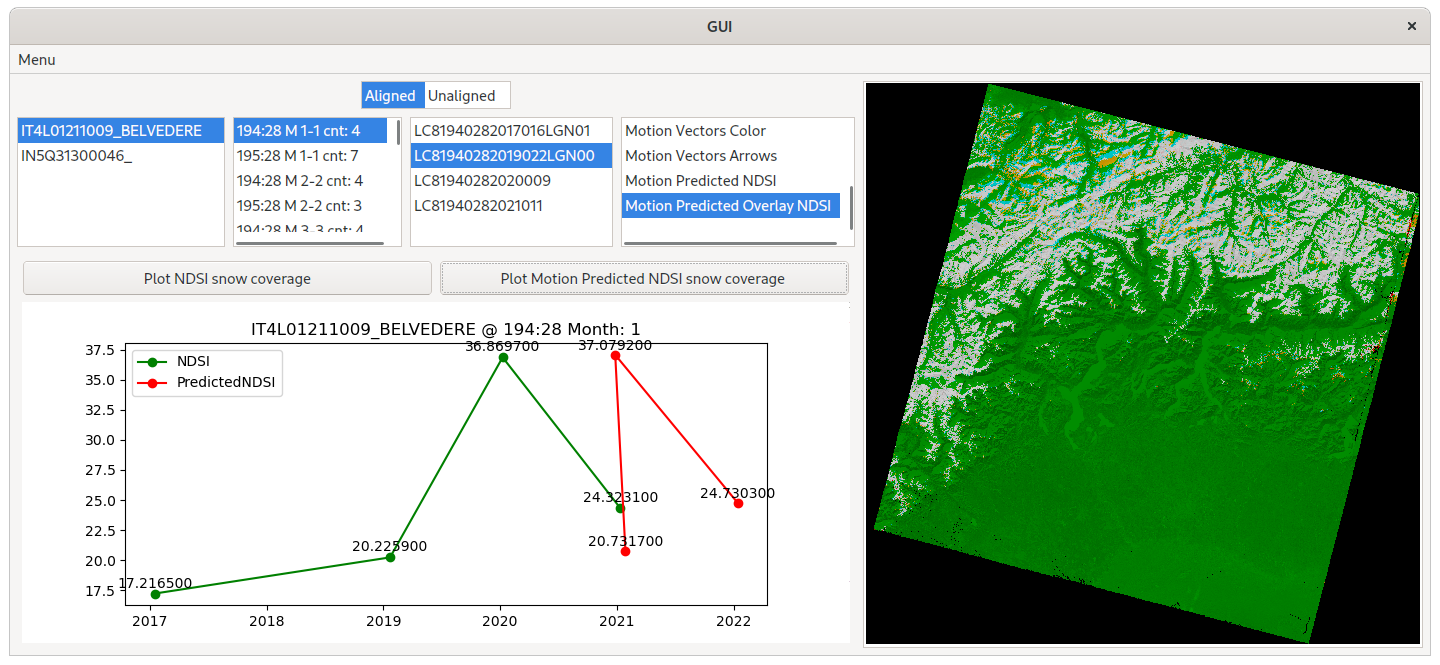 GUI
×
Menu
Aligned Unaligned
IT4L01211009_BELVEDERE
IN5Q31300046_
194:28 M 1-1 cnt: 4
195:28 M 1-1 cnt: 7
194:28 M 2-2 cnt: 4
195:28 M 2-2 cnt: 3
194:28 M 3-3 cnt: 4
LC81940282017016LGN01
LC81940282019022LGN00
LC81940282020009
LC81940282021011
Motion Vectors Color
Motion Vectors Arrows
Motion Predicted NDSI
Motion Predicted Overlay NDSI
Plot NDSI snow coverage
Plot Motion Predicted NDSI snow coverage
IT4L01211009_BELVEDERE @ 194:28 Month: 1
NDSI
PredictedNDSI
37.5
35.0
32.5
30.0
27.5
25.0
22.5
20.0
17.5
17.216500
20.225900
36.869700
24.323100
37.079200
20.731700
24.730300
2017 2018 2019 2020 2021 2022